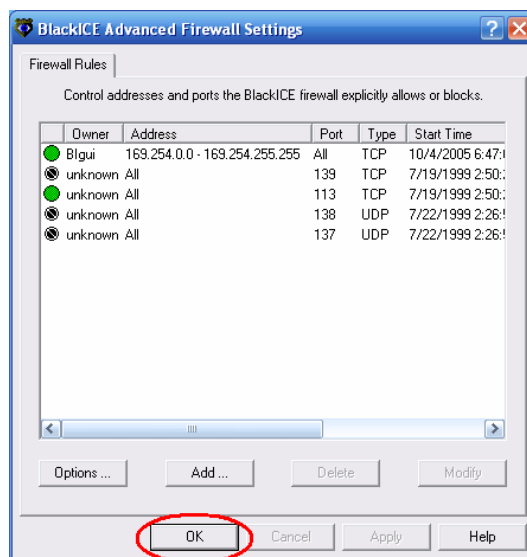 BlackICE Advanced Firewall Settings
Firewall Rules
Control addresses and ports the BlackICE firewall explicitly allows or blocks.
Owner Address Port Type Start Time
BIgui 169.254.0.0 - 169.254.255.255 All TCP 10/4/2005 6:47:
unknown All 139 TCP 7/19/1999 2:50:
unknown All 113 TCP 7/19/1999 2:50:
unknown All 138 UDP 7/22/1999 2:26:
unknown All 137 UDP 7/22/1999 2:26:
Options ... Add ... Delete Modify
OK Cancel Apply Help